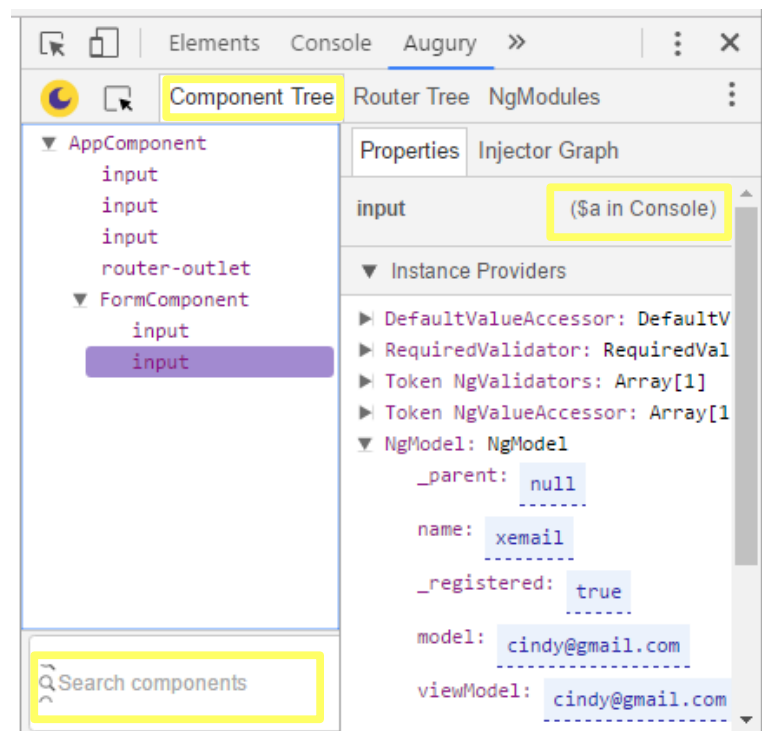 Elements Console Augury »
Component Tree Router Tree NgModules
AppComponent
input
input
input
router-outlet
FormComponent
input
input
Search components
Properties Injector Graph
input ($a in Console)
Instance Providers
DefaultValueAccessor: DefaultV
RequiredValidator: RequiredVal
Token NgValidators: Array[1]
Token NgValueAccessor: Array[1
NgModel: NgModel
_parent: null
name: xemail
_registered: true
model: cindy@gmail.com
viewModel: cindy@gmail.com